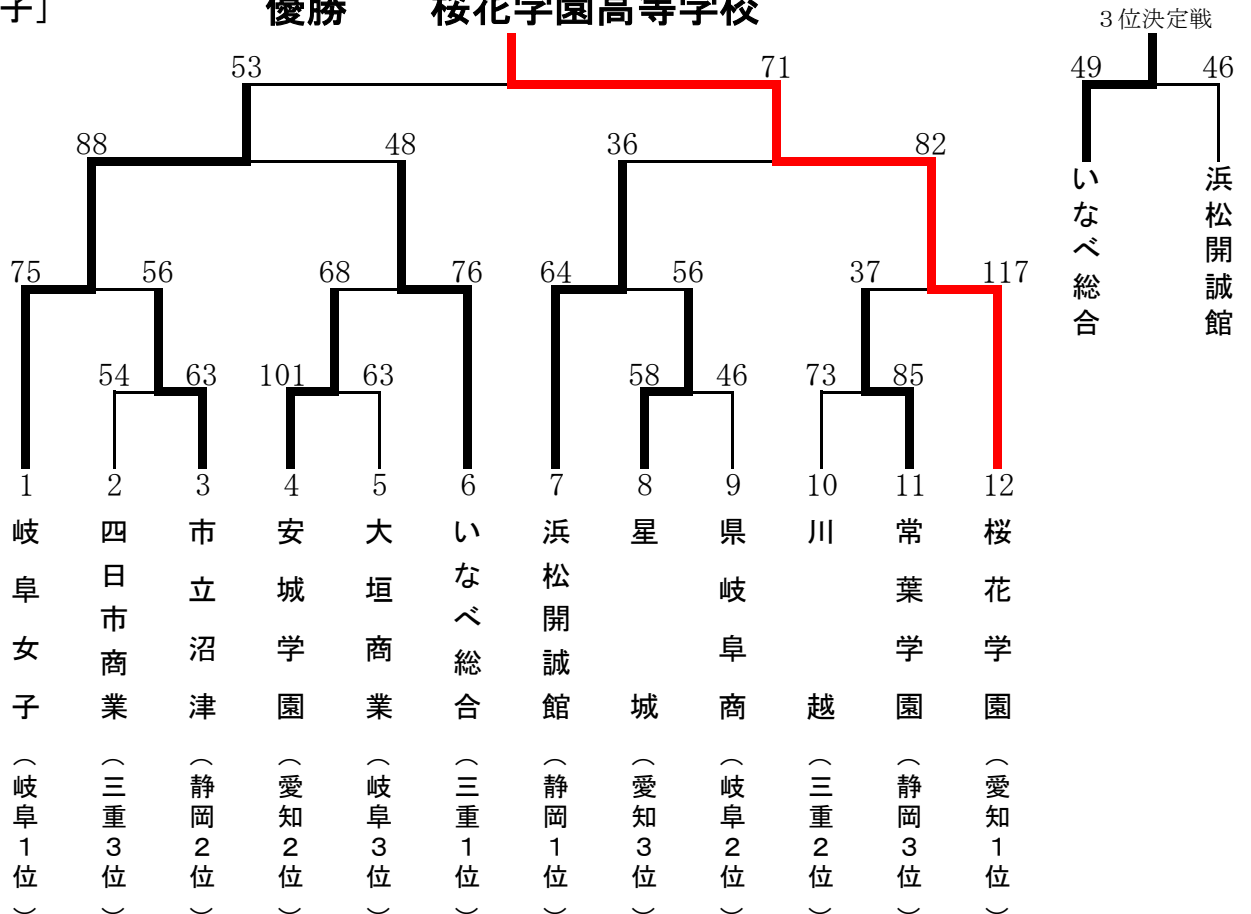 子］
優勝 桜花学園高等学校
３位決定戦
53 71
49 46
88 48 36 82
いなべ総合
浜松開誠館
75 56 68 76 64 56 37 117
54 63 101 63 58 46 73 85
1 2 3 4 5 6 7 8 9 10 11 12
岐阜女子（岐阜１位）
四日市商業（三重３位）
市立沼津（静岡２位）
安城学園（愛知２位）
大垣商業（岐阜３位）
いなべ総合（三重１位）
浜松開誠館（静岡１位）
星城（愛知３位）
県岐阜商（岐阜２位）
川越（三重２位）
常葉学園（静岡３位）
桜花学園（愛知１位）